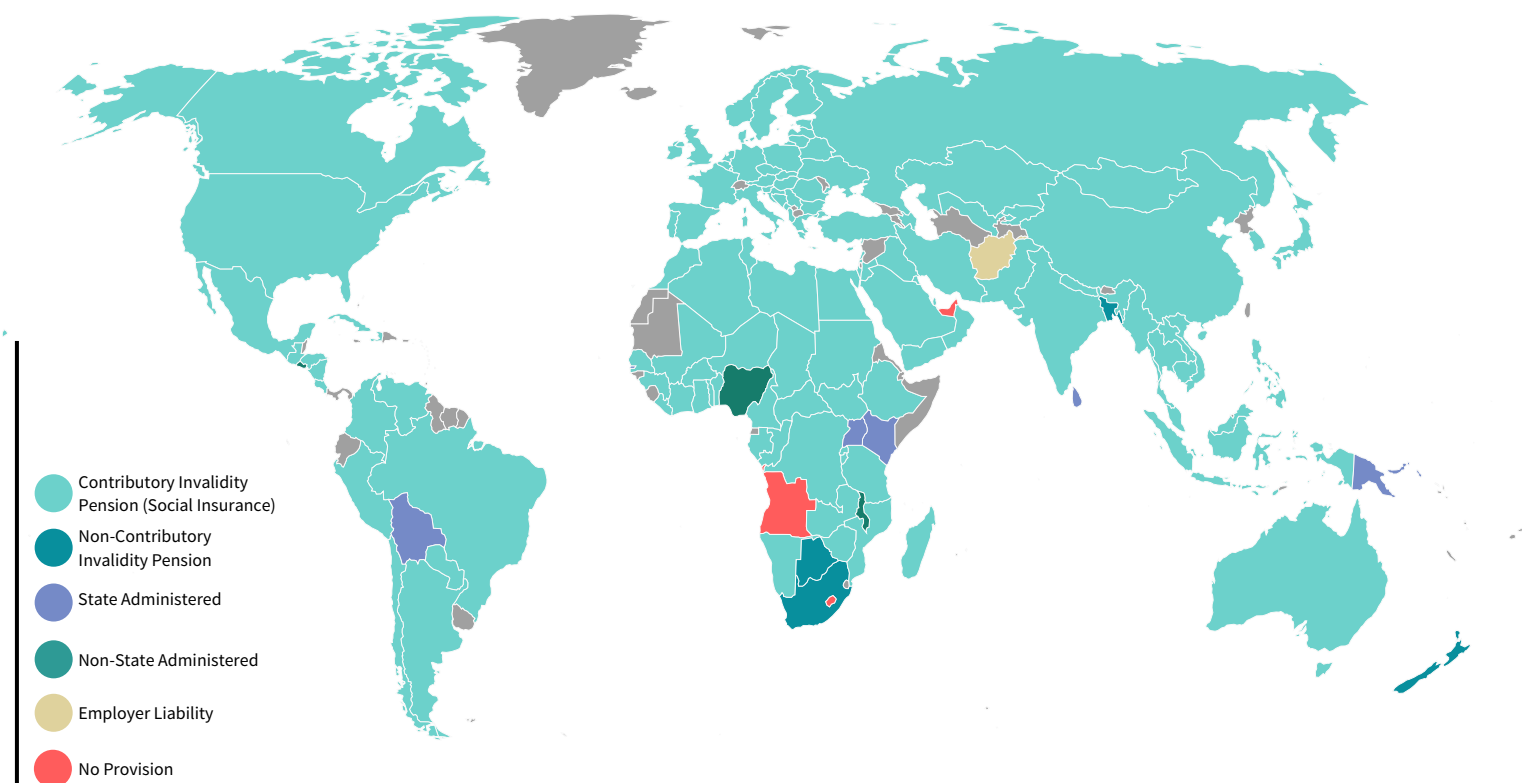 Contributory Invalidity
Pension (Social Insurance)
Non-Contributory
Invalidity Pension
State Administered
Non-State Administered
Employer Liability
No Provision